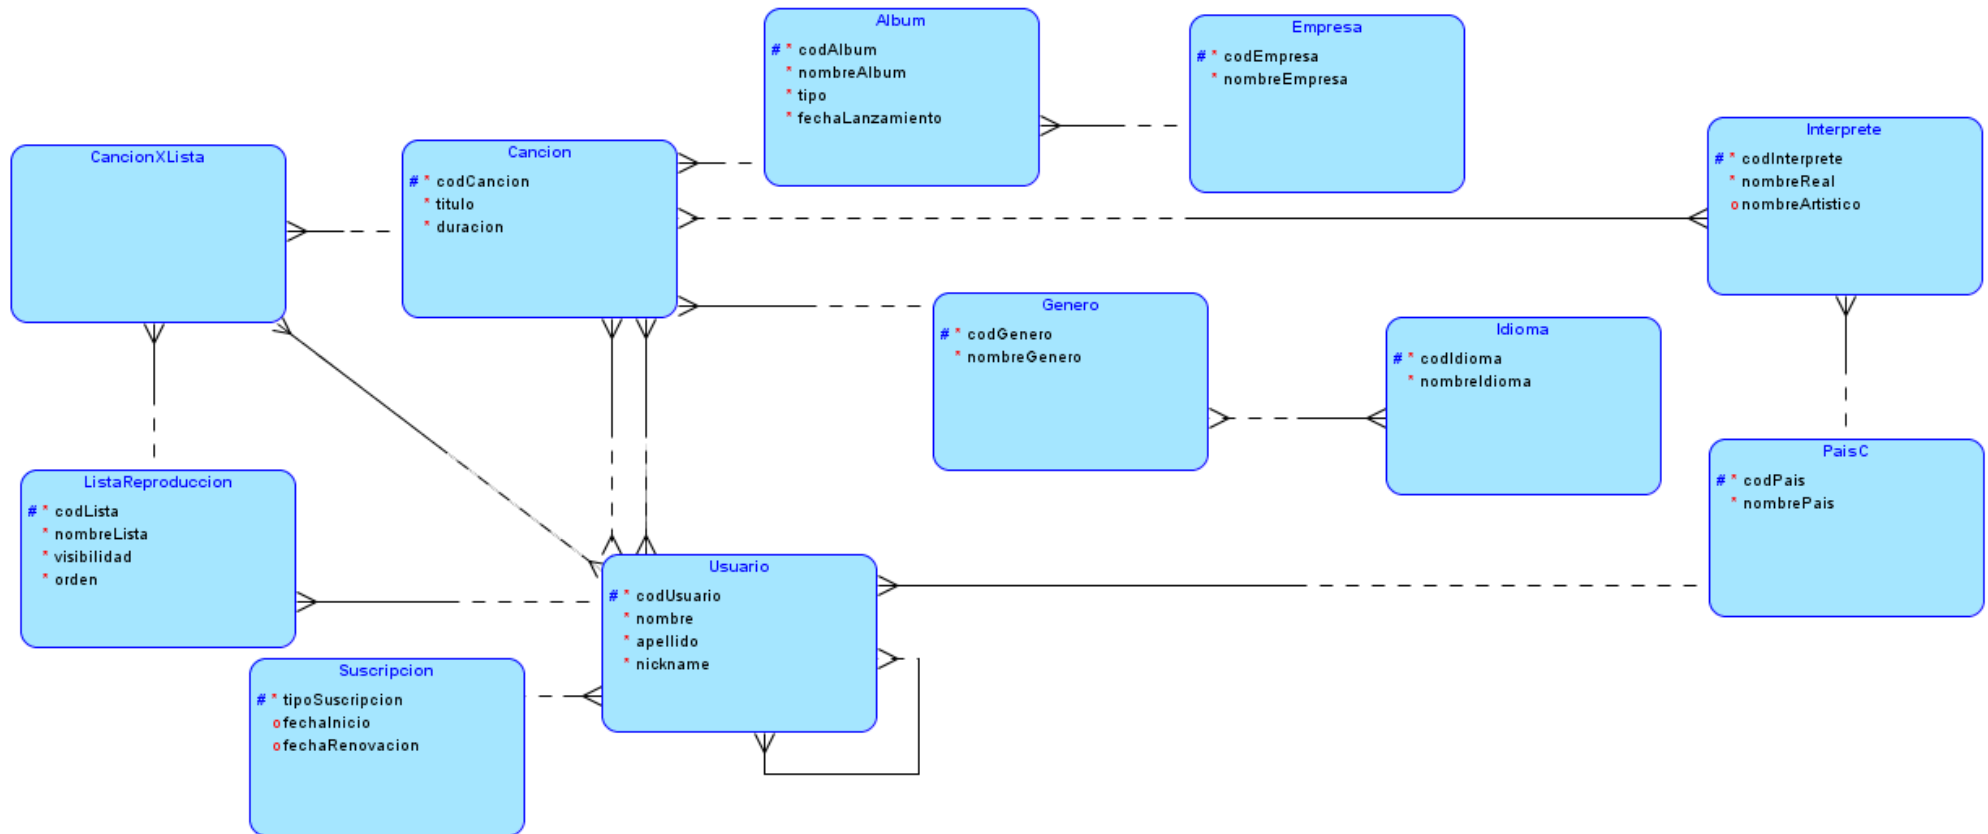 Album
# * codAlbum
* nombreAlbum
* tipo
* fechaLanzamiento
Empresa
# * codEmpresa
* nombreEmpresa
Interprete
# * codInterprete
* nombreReal
o nombreArtistico
CancionXLista
Cancion
# * codCancion
* titulo
* duracion
Genero
# * codGenero
* nombreGenero
Idioma
# * codIdioma
* nombreIdioma
PaisC
# * codPais
* nombrePais
ListaReproduccion
# * codLista
* nombreLista
* visibilidad
* orden
Usuario
# * codUsuario
* nombre
* apellido
* nickname
Suscripcion
# * tipoSuscripcion
o fechaInicio
o fechaRenovacion